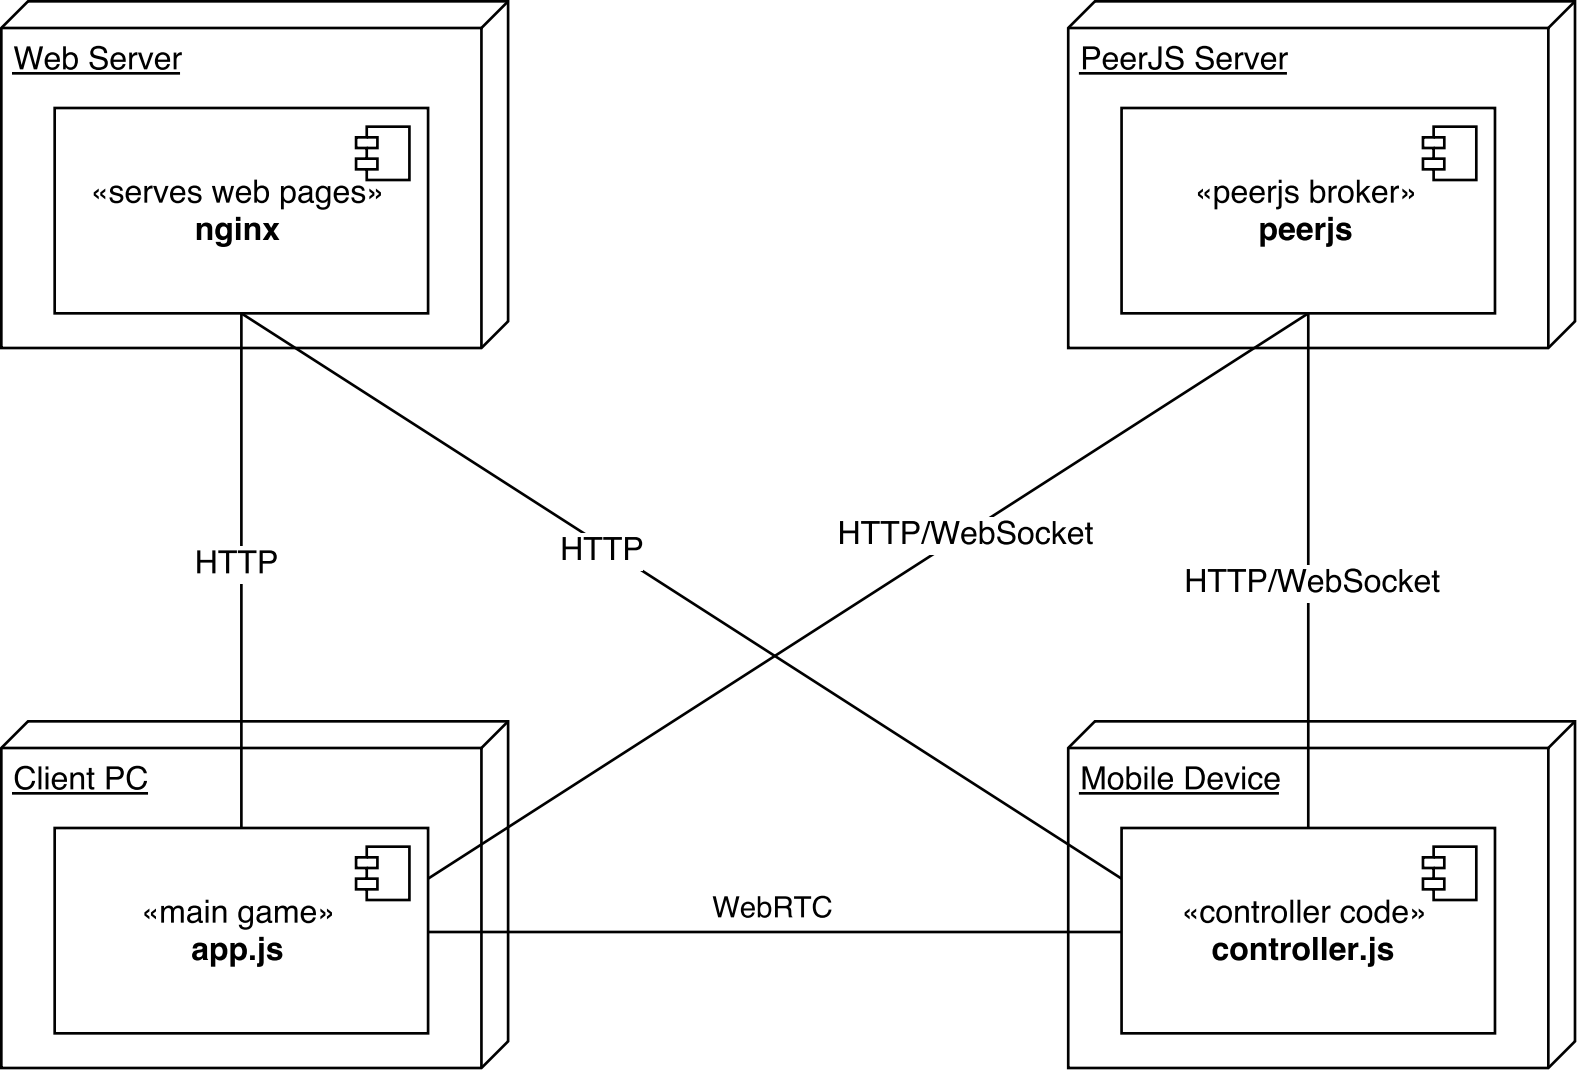 Web Server
«serves web pages»
nginx
PeerJS Server
«peerjs broker»
peerjs
HTTP
HTTP
HTTP/WebSocket
HTTP/WebSocket
Client PC
«main game»
app.js
WebRTC
Mobile Device
«controller code»
controller.js